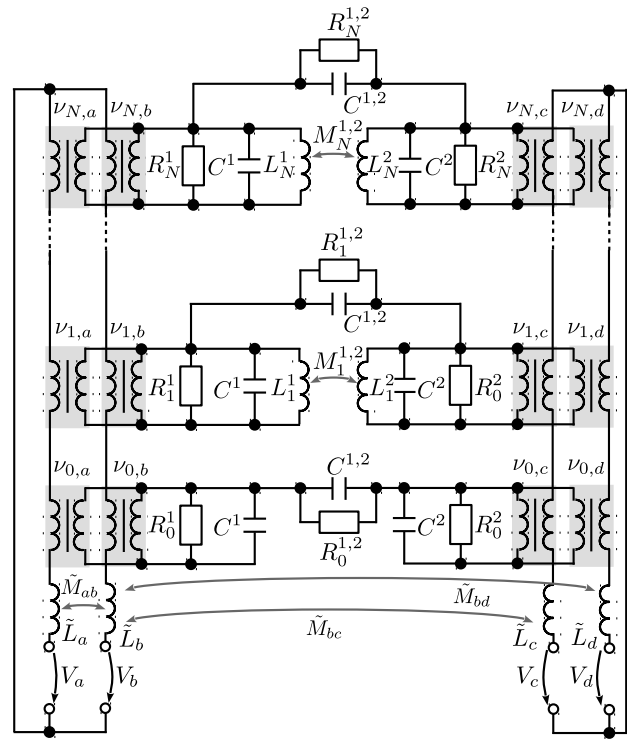 R_N^{1,2}
C^{1,2}
ν_{N,a} ν_{N,b} ν_{N,c} ν_{N,d}
R_N^1 C^1 L_N^1 M_N^{1,2} L_N^2 C^2 R_N^2
R_1^{1,2}
C^{1,2}
ν_{1,a} ν_{1,b} ν_{1,c} ν_{1,d}
R_1^1 C^1 L_1^1 M_1^{1,2} L_1^2 C^2 R_0^2
C^{1,2}
ν_{0,a} ν_{0,b} ν_{0,c} ν_{0,d}
R_0^1 C^1 R_0^{1,2} C^2 R_0^2
M̃_{ab} M̃_{bd}
L̃_a L̃_b M̃_{bc} L̃_c L̃_d
V_a V_b V_c V_d